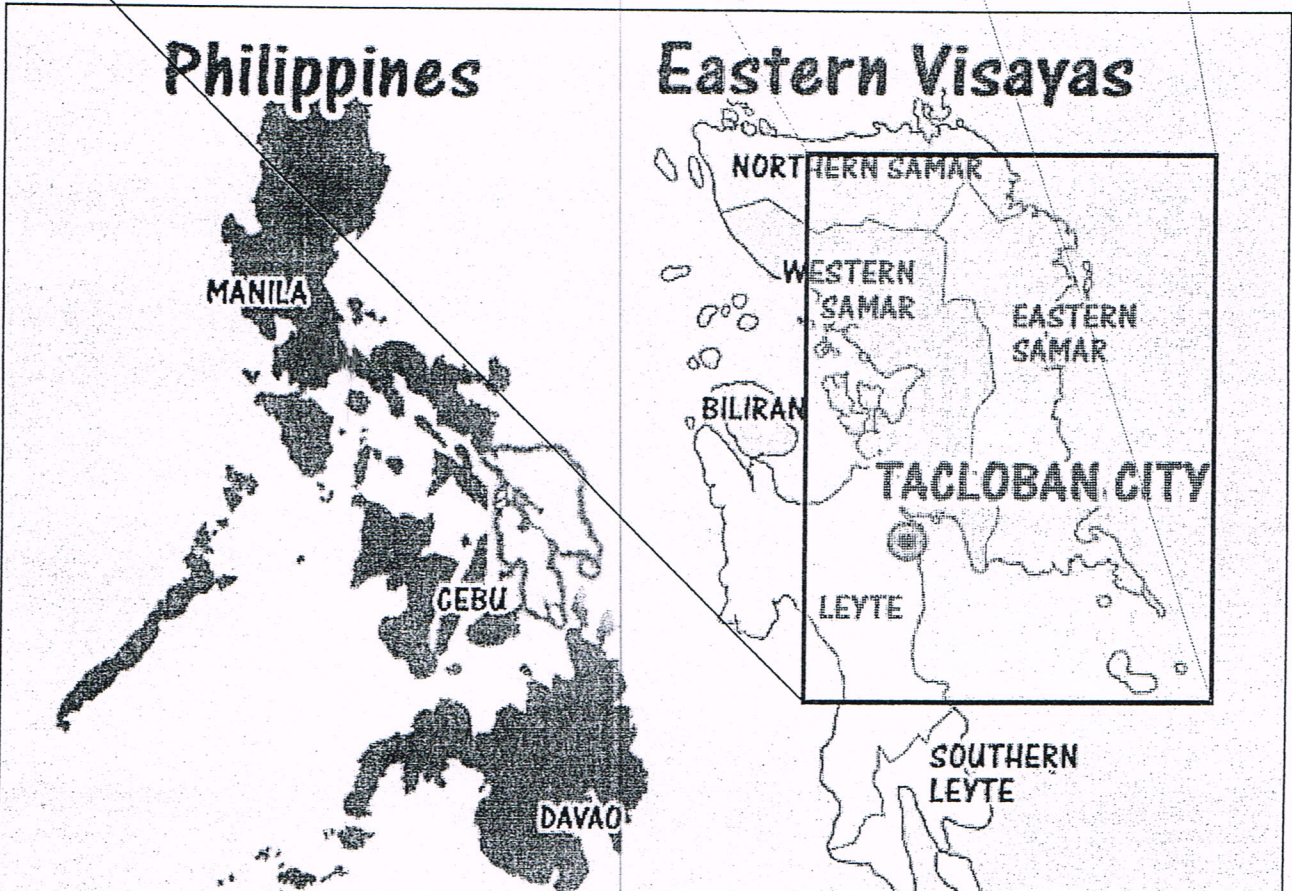 Philippines
MANILA
CEBU
DAVAO
Eastern Visayas
NORTHERN SAMAR
WESTERN
SAMAR
EASTERN
SAMAR
BILIRAN
TACLOBAN CITY
LEYTE
SOUTHERN
LEYTE